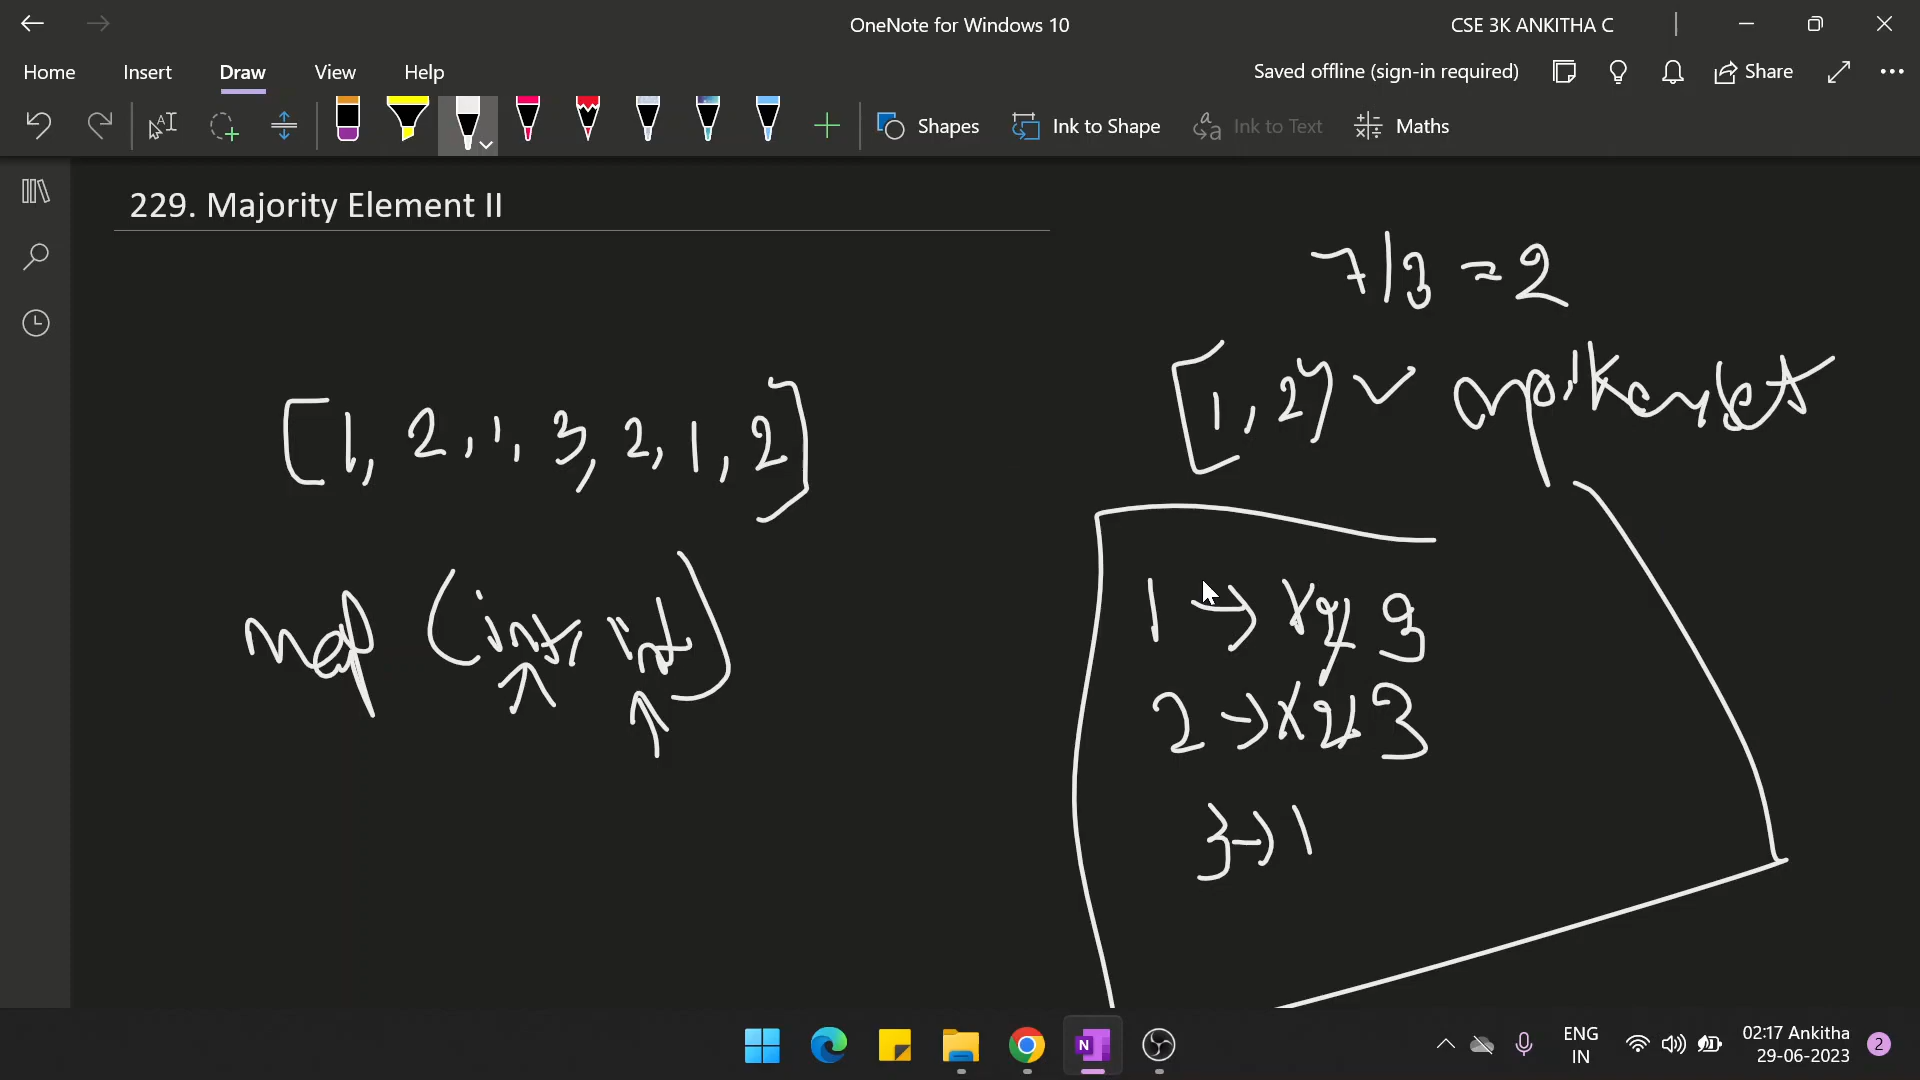 OneNote for Windows 10
CSE 3K ANKITHA C
Home Insert Draw View Help
Saved offline (sign-in required)
Share
Shapes
Ink to Shape
Ink to Text
Maths
229. Majority Element II
7/3 = 2
[1, 2]
[1, 2, 1, 3, 2, 1, 2]
map (int, int)
1 → 3
2 → 3
3 → 1
ENG
IN
02:17 Ankitha
29-06-2023
2